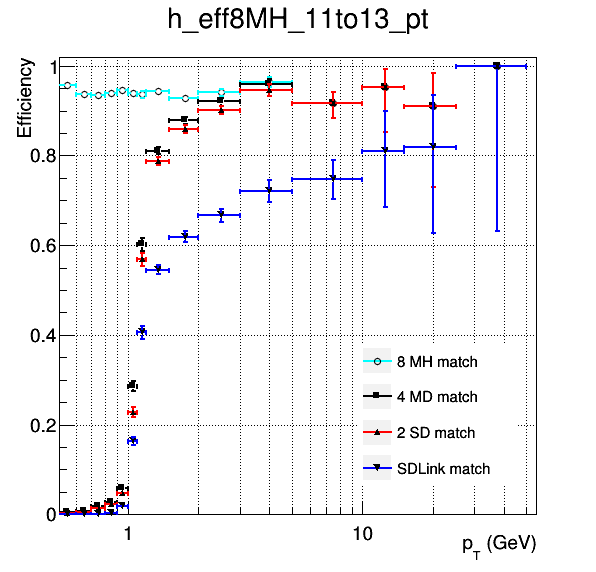 h_eff8MH_11to13_pt
Efficiency
1
0.8
0.6
0.4
0.2
0
8 MH match
4 MD match
2 SD match
SDLink match
1
10
p_T (GeV)